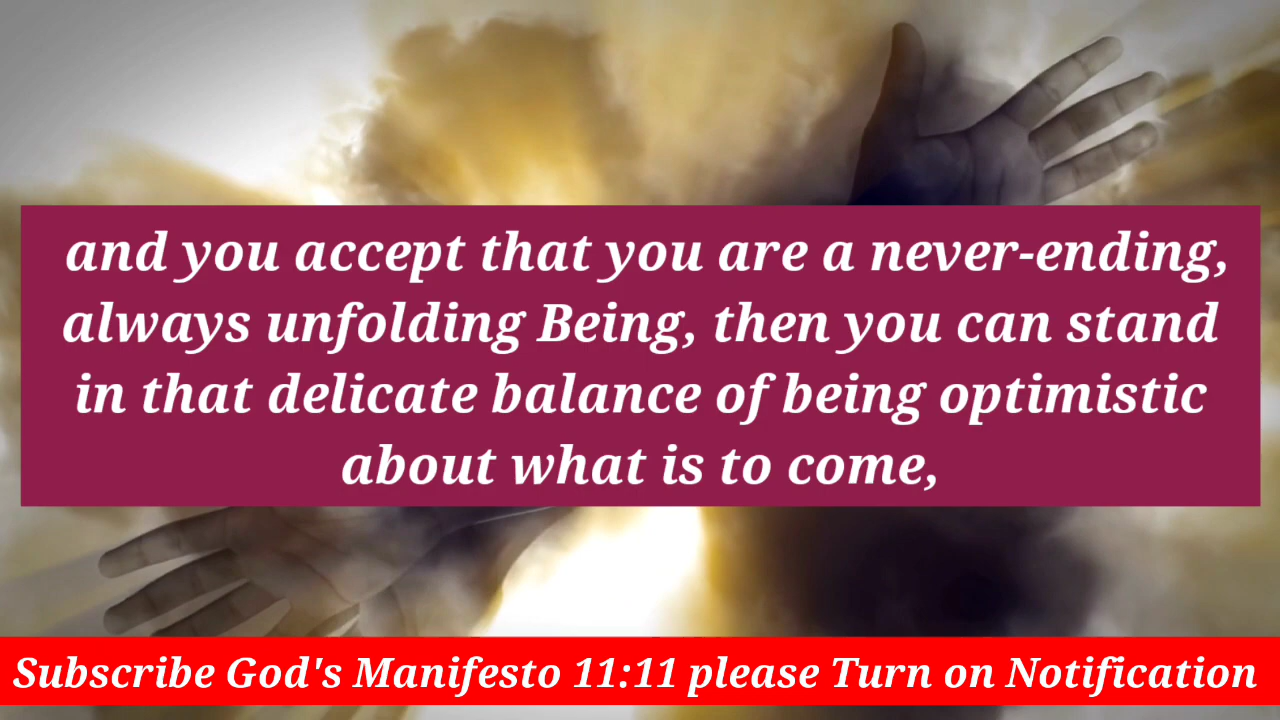 and you accept that you are a never-ending,
always unfolding Being, then you can stand
in that delicate balance of being optimistic
about what is to come,
Subscribe God's Manifesto 11:11 please Turn on Notification